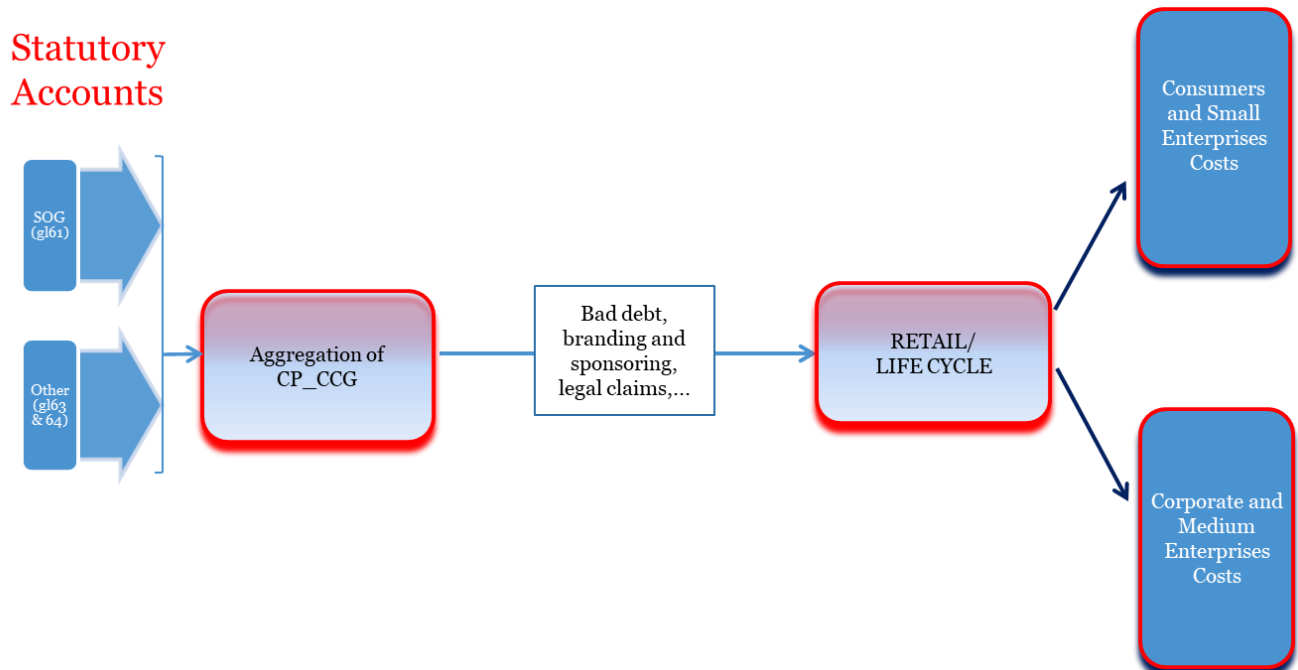 Statutory
Accounts
SOG
(gl61)
Other
(gl63
& 64)
Aggregation of
CP_CCG
Bad debt,
branding and
sponsoring,
legal claims,...
RETAIL/
LIFE CYCLE
Consumers
and Small
Enterprises
Costs
Corporate and
Medium
Enterprises
Costs